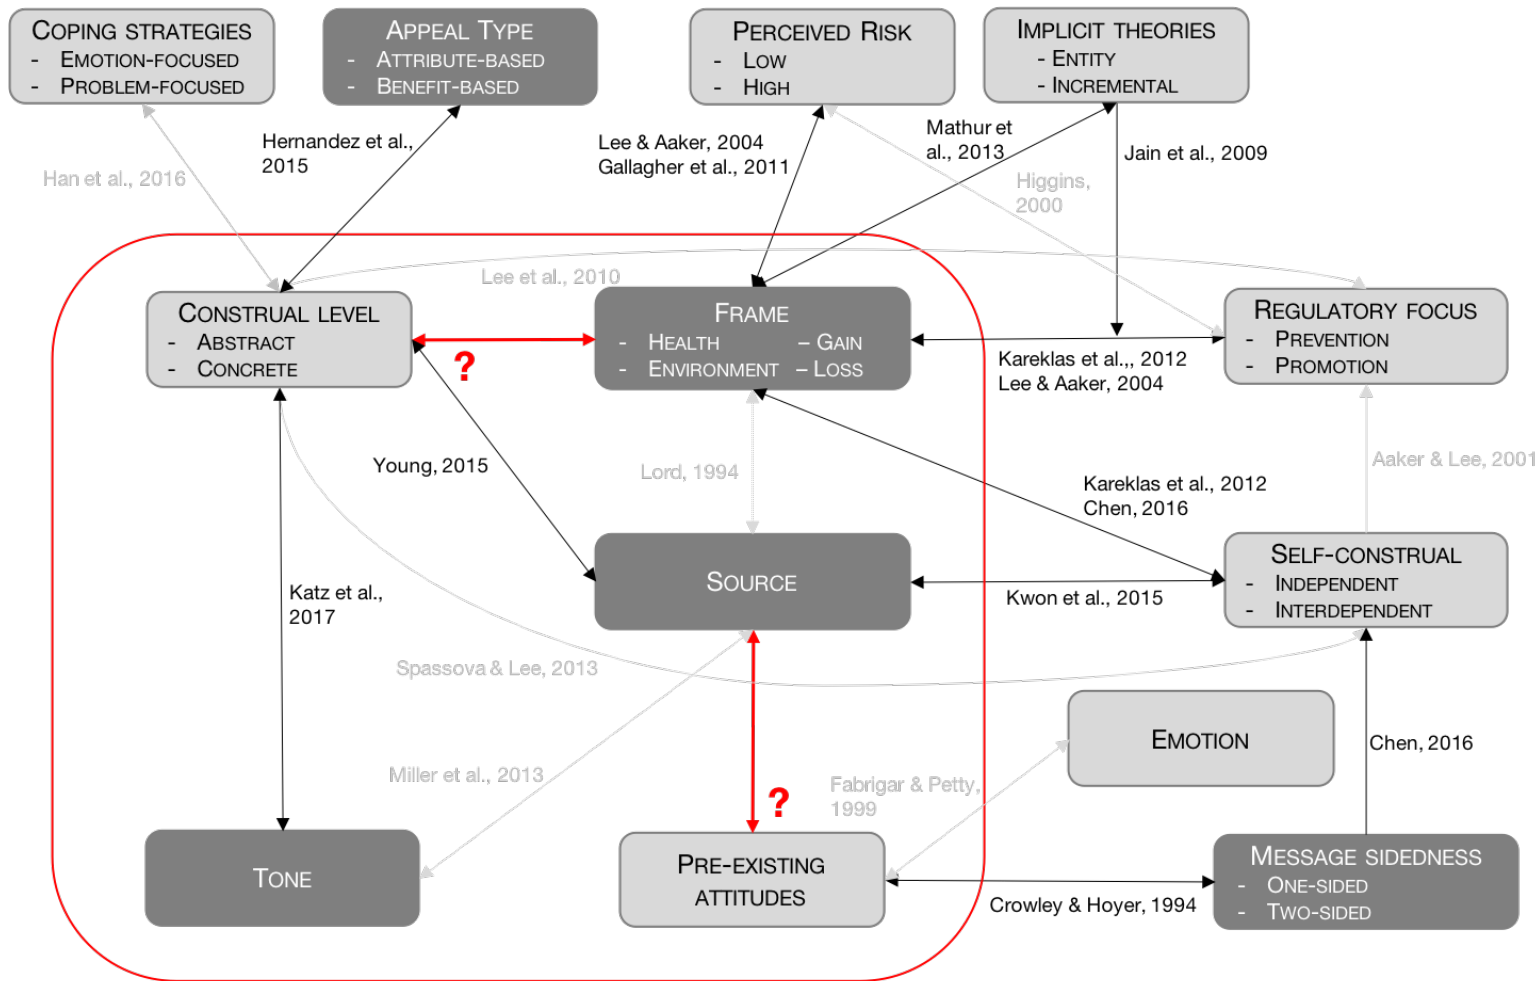 COPING STRATEGIES
- EMOTION-FOCUSED
- PROBLEM-FOCUSED
APPEAL TYPE
- ATTRIBUTE-BASED
- BENEFIT-BASED
PERCEIVED RISK
- LOW
- HIGH
IMPLICIT THEORIES
- ENTITY
- INCREMENTAL
Han et al., 2016
Hernandez et al.,
2015
Lee & Aaker, 2004
Gallagher et al., 2011
Mathur et
al., 2013
Jain et al., 2009
Higgins,
2000
Lee et al., 2010
CONSTRUAL LEVEL
- ABSTRACT
- CONCRETE
?
FRAME
- HEALTH – GAIN
- ENVIRONMENT – LOSS
Kareklas et al.,, 2012
Lee & Aaker, 2004
REGULATORY FOCUS
- PREVENTION
- PROMOTION
Young, 2015
Lord, 1994
Kareklas et al., 2012
Chen, 2016
Aaker & Lee, 2001
SOURCE
Kwon et al., 2015
SELF-CONSTRUAL
- INDEPENDENT
- INTERDEPENDENT
Katz et al.,
2017
Spassova & Lee, 2013
Miller et al., 2013
?
Fabrigar & Petty,
1999
EMOTION
Chen, 2016
TONE
PRE-EXISTING
ATTITUDES
Crowley & Hoyer, 1994
MESSAGE SIDEDNESS
- ONE-SIDED
- TWO-SIDED